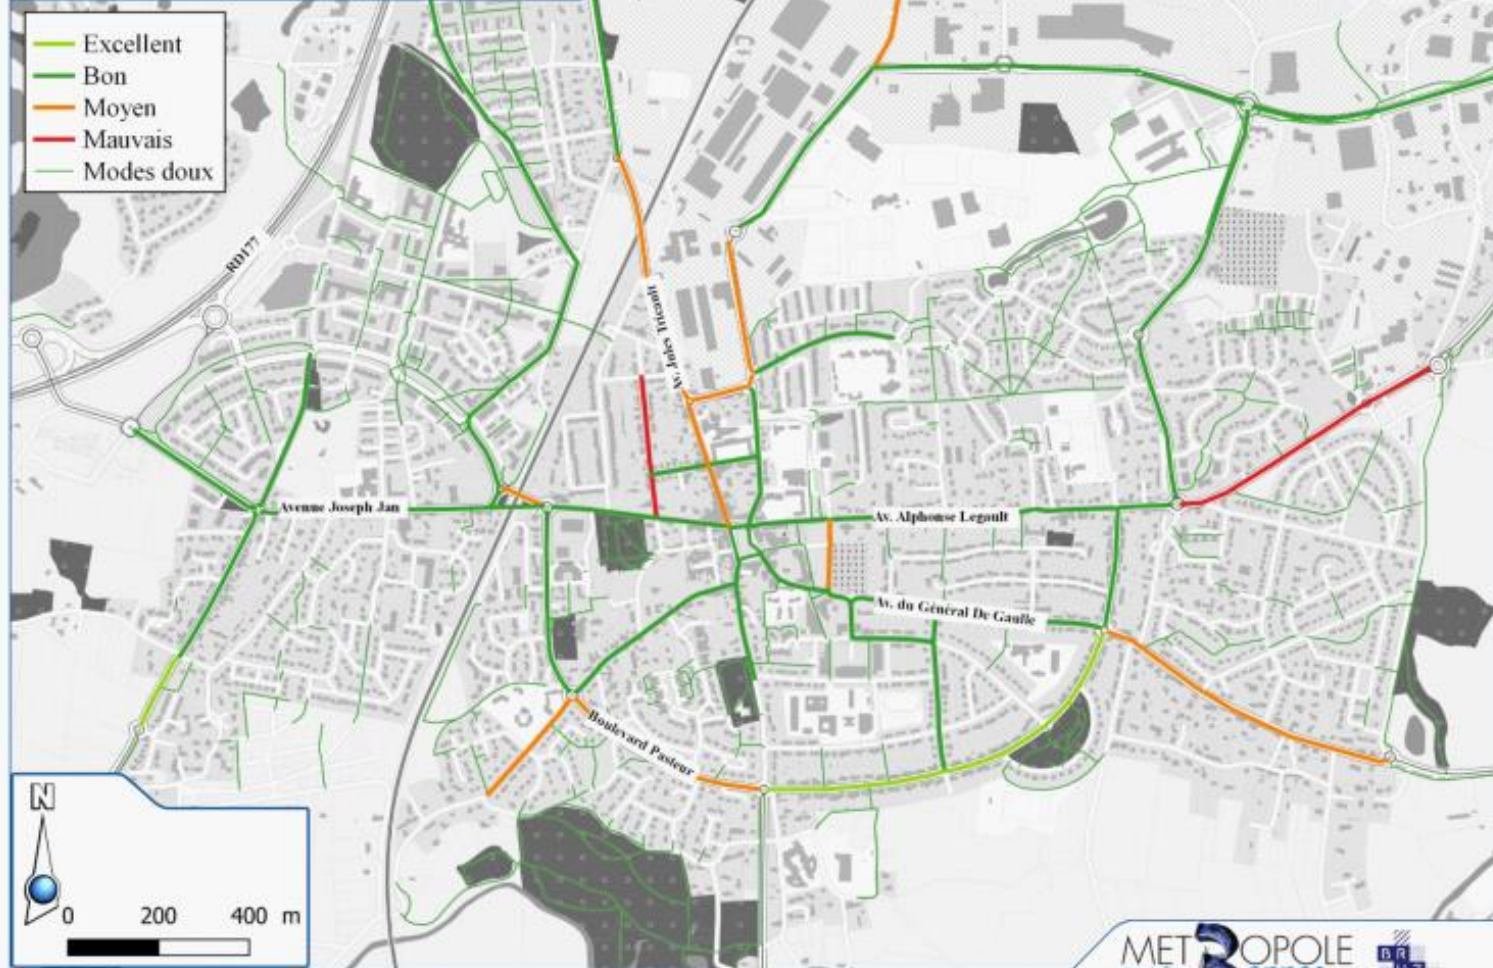 Excellent
Bon
Moyen
Mauvais
Modes doux
RD177
Av. Jules Tricault
Avenue Joseph Jan
Av. Alphonse Legault
Av. du Général De Gaulle
Boulevard Pasteur
N
0 200 400 m
METROPOLE